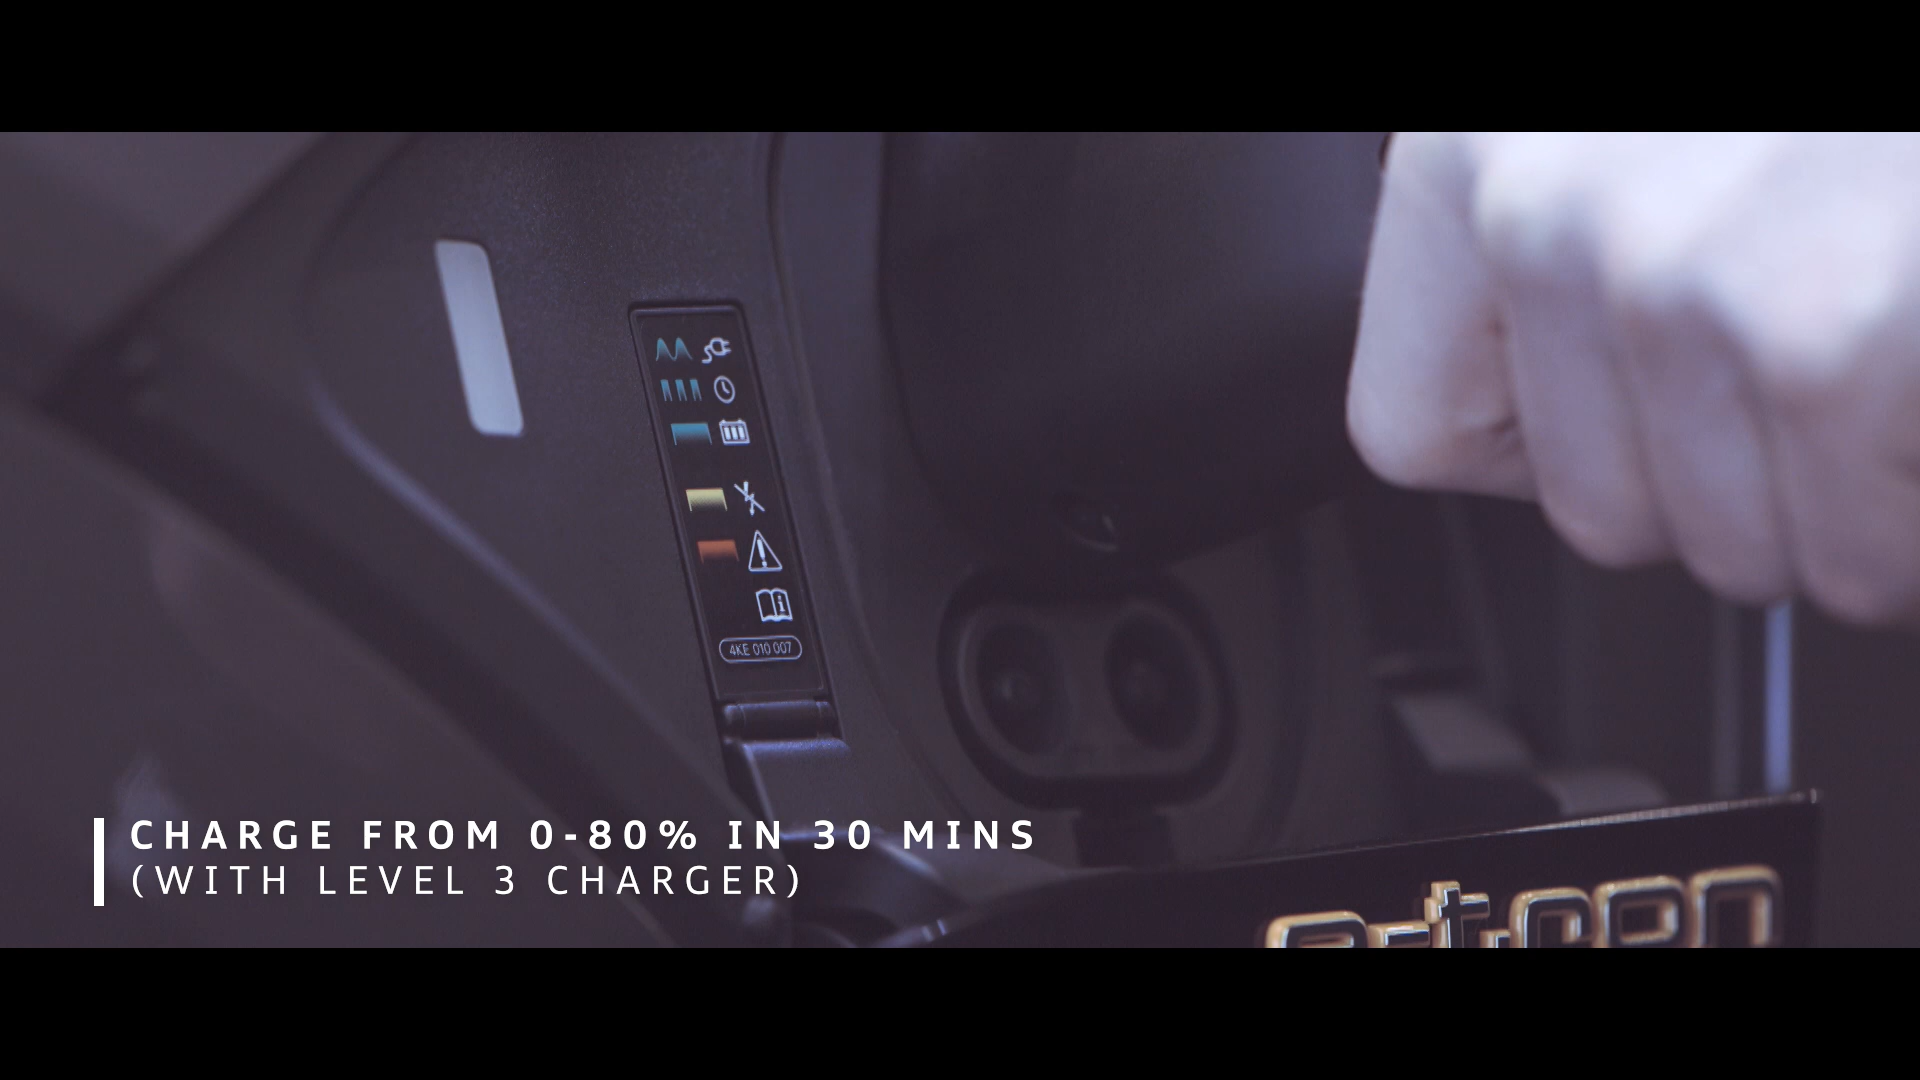 4KE 010 007
CHARGE FROM 0-80% IN 30 MINS
(WITH LEVEL 3 CHARGER)